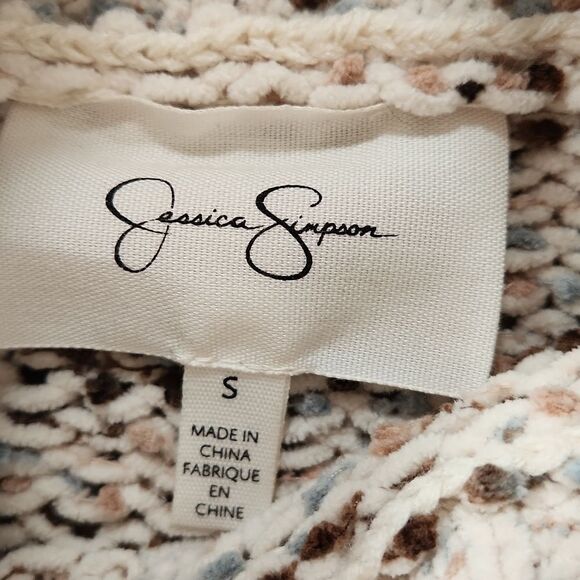 Jessica Simpson
S
MADE IN
CHINA
FABRIQUE
EN
CHINE